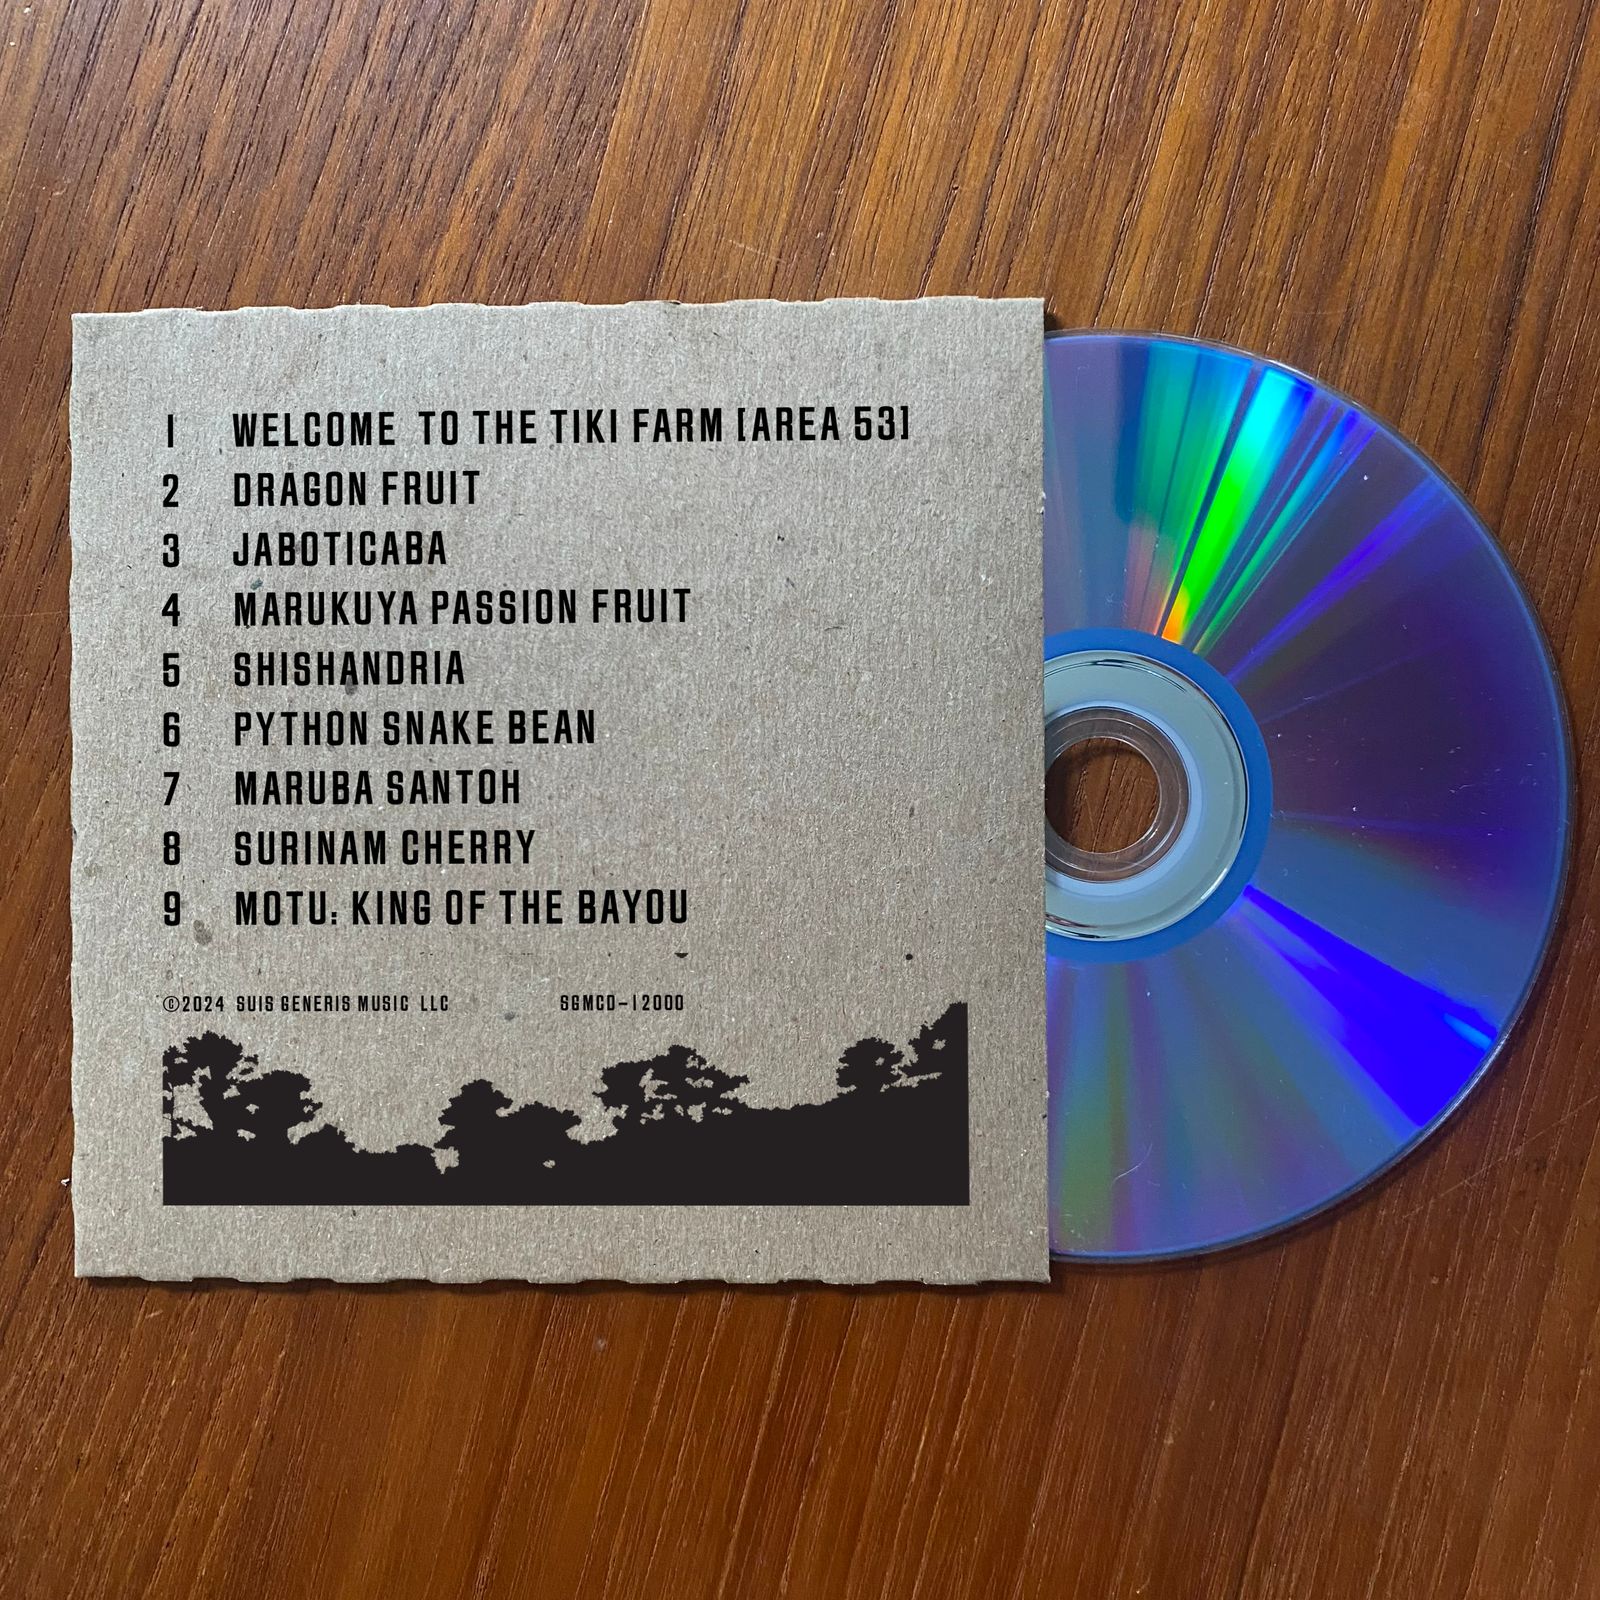 1 WELCOME TO THE TIKI FARM [AREA 53]
2 DRAGON FRUIT
3 JABOTICABA
4 MARUKUYA PASSION FRUIT
5 SHISHANDRIA
6 PYTHON SNAKE BEAN
7 MARUBA SANTOH
8 SURINAM CHERRY
9 MOTU: KING OF THE BAYOU
©2024 SUIS GENERIS MUSIC LLC SGMCD-12000